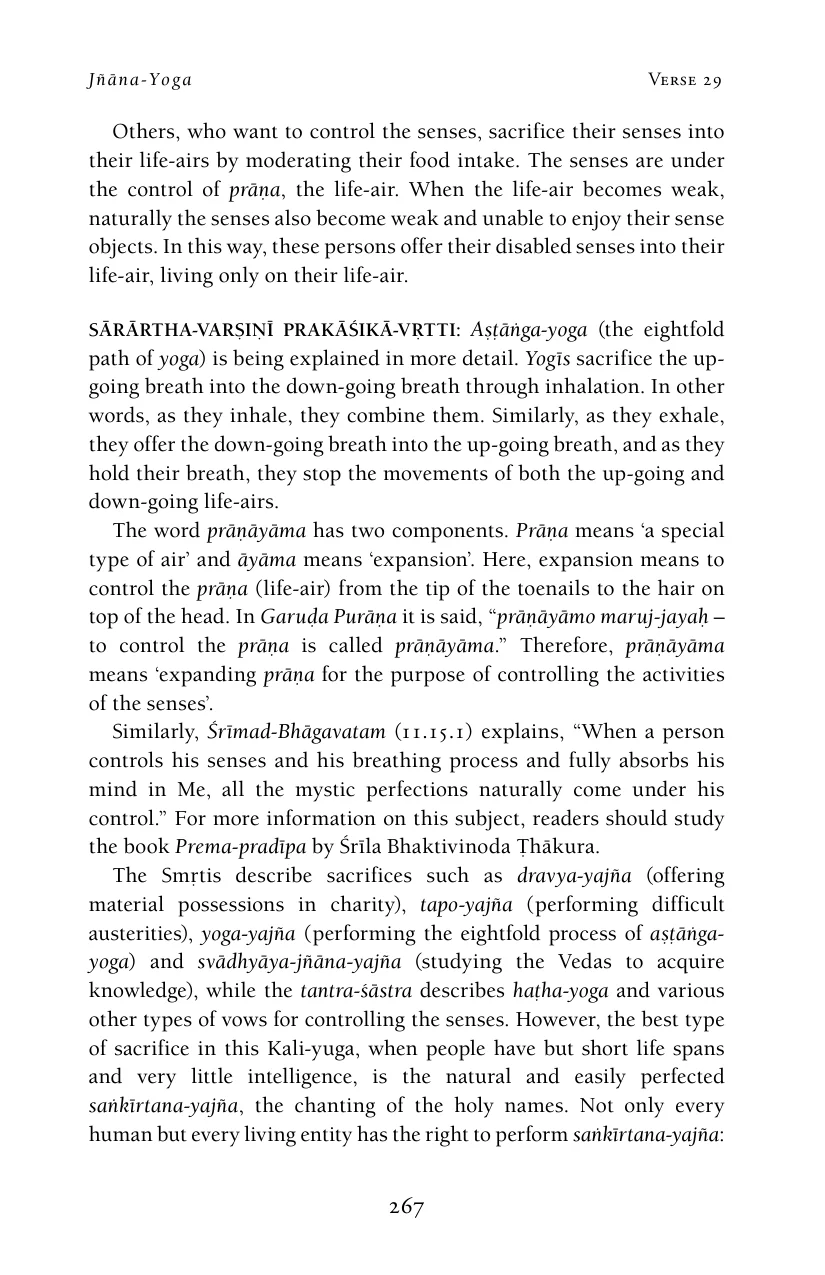 Jñāna-Yoga Verse 29
Others, who want to control the senses, sacrifice their senses into
their life-airs by moderating their food intake. The senses are under
the control of prāṇa, the life-air. When the life-air becomes weak,
naturally the senses also become weak and unable to enjoy their sense
objects. In this way, these persons offer their disabled senses into their
life-air, living only on their life-air.
SĀRĀRTHA-VARṢIṆĪ PRAKĀŚIKĀ-VṚTTI: Aṣṭāṅga-yoga (the eightfold
path of yoga) is being explained in more detail. Yogīs sacrifice the up-
going breath into the down-going breath through inhalation. In other
words, as they inhale, they combine them. Similarly, as they exhale,
they offer the down-going breath into the up-going breath, and as they
hold their breath, they stop the movements of both the up-going and
down-going life-airs.
The word prāṇāyāma has two components. Prāṇa means ‘a special
type of air’ and āyāma means ‘expansion’. Here, expansion means to
control the prāṇa (life-air) from the tip of the toenails to the hair on
top of the head. In Garuḍa Purāṇa it is said, “prāṇāyāmo maruj-jayaḥ –
to control the prāṇa is called prāṇāyāma.” Therefore, prāṇāyāma
means ‘expanding prāṇa for the purpose of controlling the activities
of the senses’.
Similarly, Śrīmad-Bhāgavatam (11.15.1) explains, “When a person
controls his senses and his breathing process and fully absorbs his
mind in Me, all the mystic perfections naturally come under his
control.” For more information on this subject, readers should study
the book Prema-pradīpa by Śrīla Bhaktivinoda Ṭhākura.
The Smṛtis describe sacrifices such as dravya-yajña (offering
material possessions in charity), tapo-yajña (performing difficult
austerities), yoga-yajña (performing the eightfold process of aṣṭāṅga-
yoga) and svādhyāya-jñāna-yajña (studying the Vedas to acquire
knowledge), while the tantra-śāstra describes haṭha-yoga and various
other types of vows for controlling the senses. However, the best type
of sacrifice in this Kali-yuga, when people have but short life spans
and very little intelligence, is the natural and easily perfected
saṅkīrtana-yajña, the chanting of the holy names. Not only every
human but every living entity has the right to perform saṅkīrtana-yajña:
267